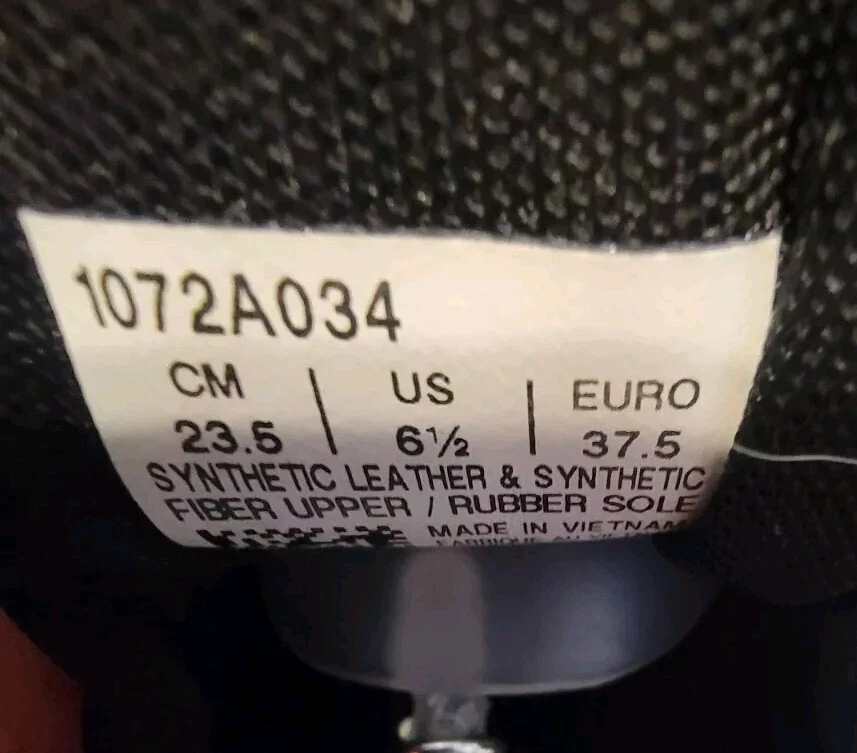 1072A034
CM | US | EURO
23.5 | 6½ | 37.5
SYNTHETIC LEATHER & SYNTHETIC
FIBER UPPER / RUBBER SOLE
MADE IN VIETNAM